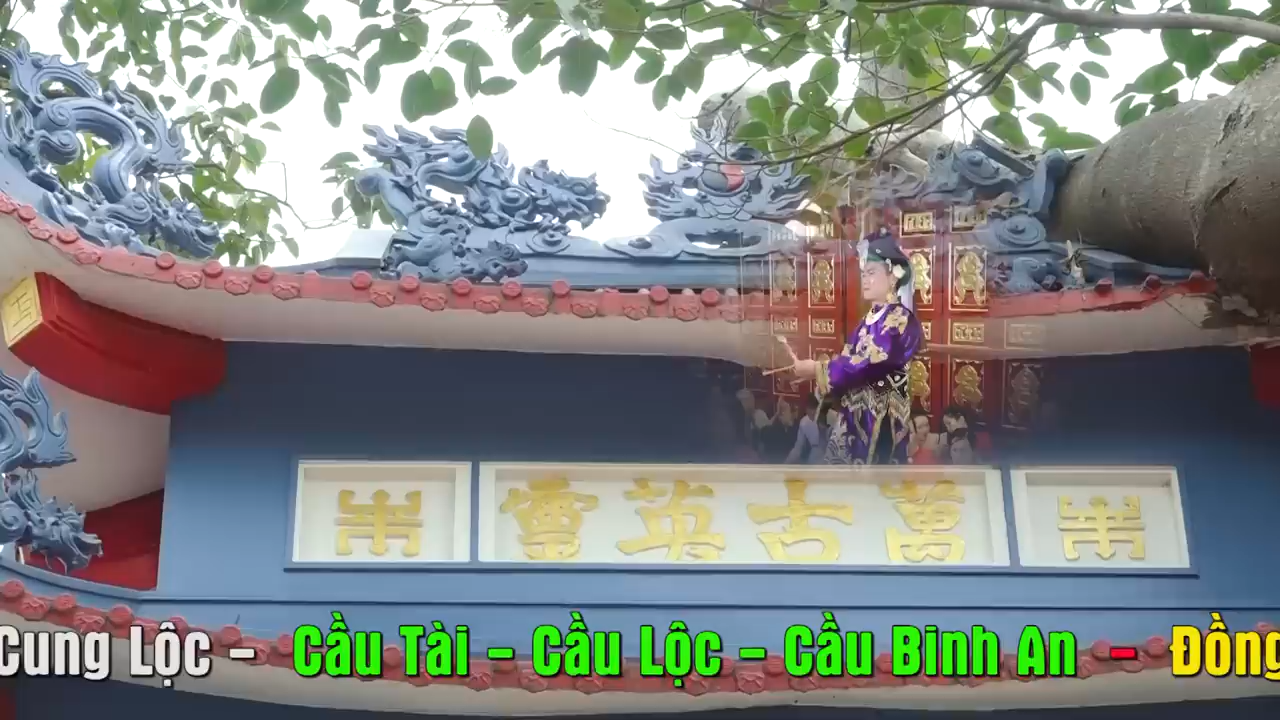 萬古英靈
Cung Lộc - Cầu Tài - Cầu Lộc - Cầu Binh An - Đồng